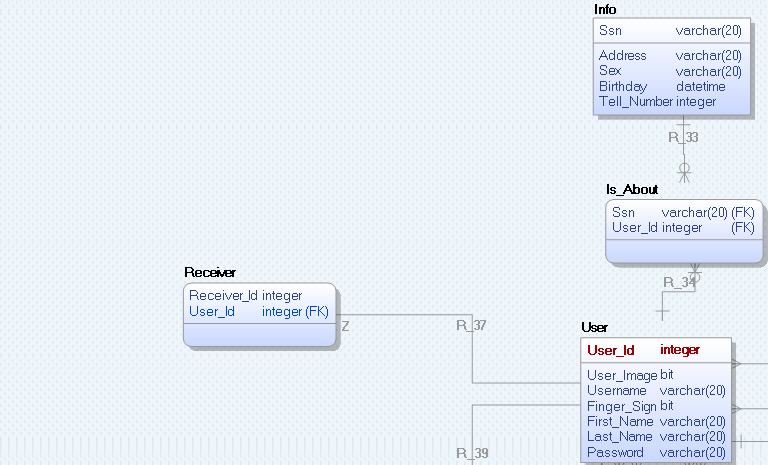 Info
Ssn varchar(20)
Address varchar(20)
Sex varchar(20)
Birthday datetime
Tell_Number integer
R_33
Is_About
Ssn varchar(20) (FK)
User_Id integer (FK)
R_34
Receiver
Receiver_Id integer
User_Id integer (FK)
Z
R_37
User
User_Id integer
User_Image bit
Username varchar(20)
Finger_Sign bit
First_Name varchar(20)
Last_Name varchar(20)
Password varchar(20)
R_39